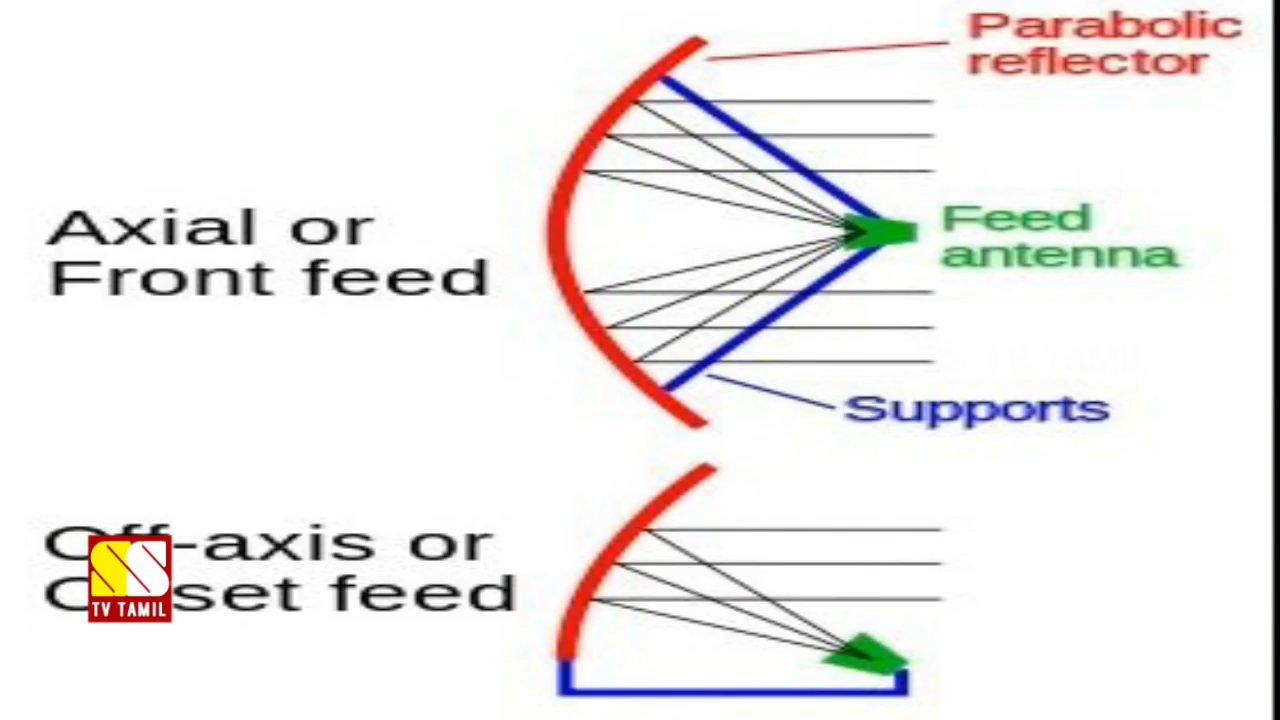 Parabolic
reflector
Axial or
Front feed
Feed
antenna
Supports
-axis or
set feed
TV TAMIL